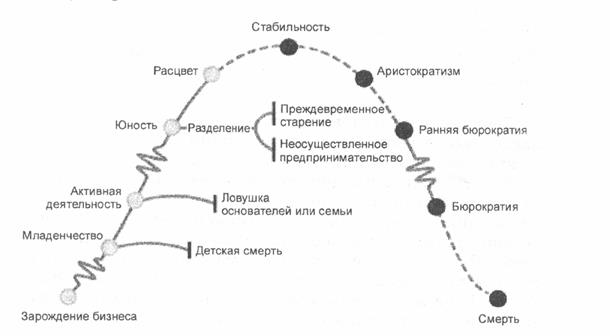 Стабильность
Расцвет
Аристократизм
Юность
Разделение
Преждевременное
старение
Неосуществленное
предпринимательство
Ранняя бюрократия
Активная
деятельность
Ловушка
основателей или семьи
Бюрократия
Младенчество
Детская смерть
Зарождение бизнеса
Смерть